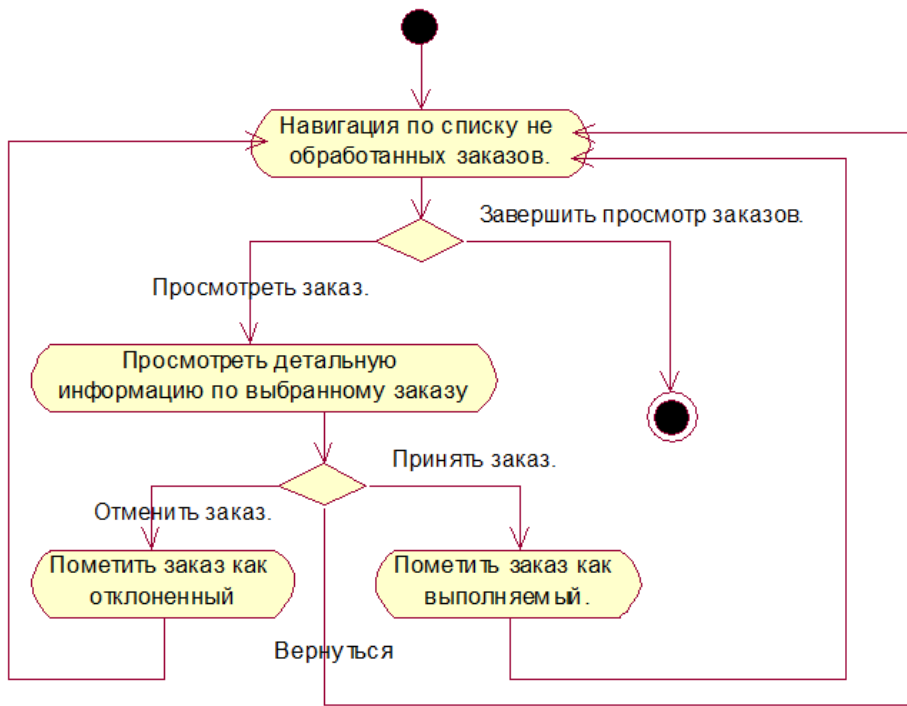 Навигация по списку не
обработанных заказов.
Завершить просмотр заказов.
Просмотреть заказ.
Просмотреть детальную
информацию по выбранному заказу
Принять заказ.
Отменить заказ.
Пометить заказ как
отклоненный
Пометить заказ как
выполняемый.
Вернуться